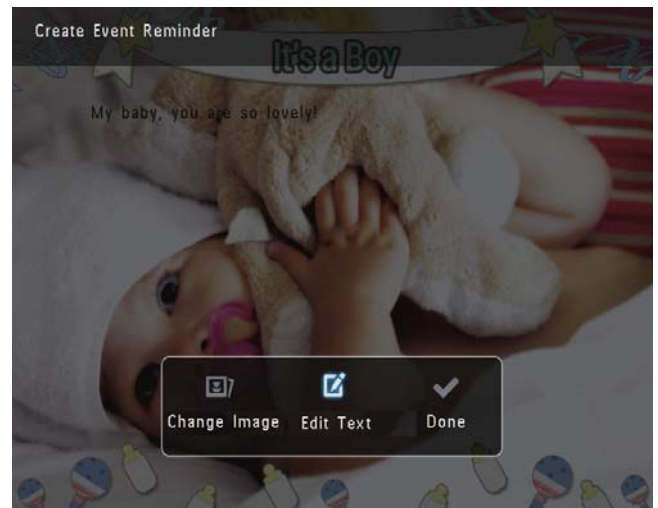 Create Event Reminder
It's a Boy
My baby, you are so lovely!
Change Image
Edit Text
Done